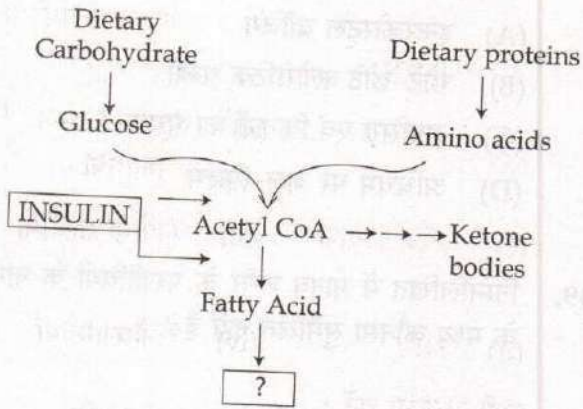 Dietary
Carbohydrate
Dietary proteins
Glucose
Amino acids
INSULIN
Acetyl CoA
Ketone
bodies
Fatty Acid
?